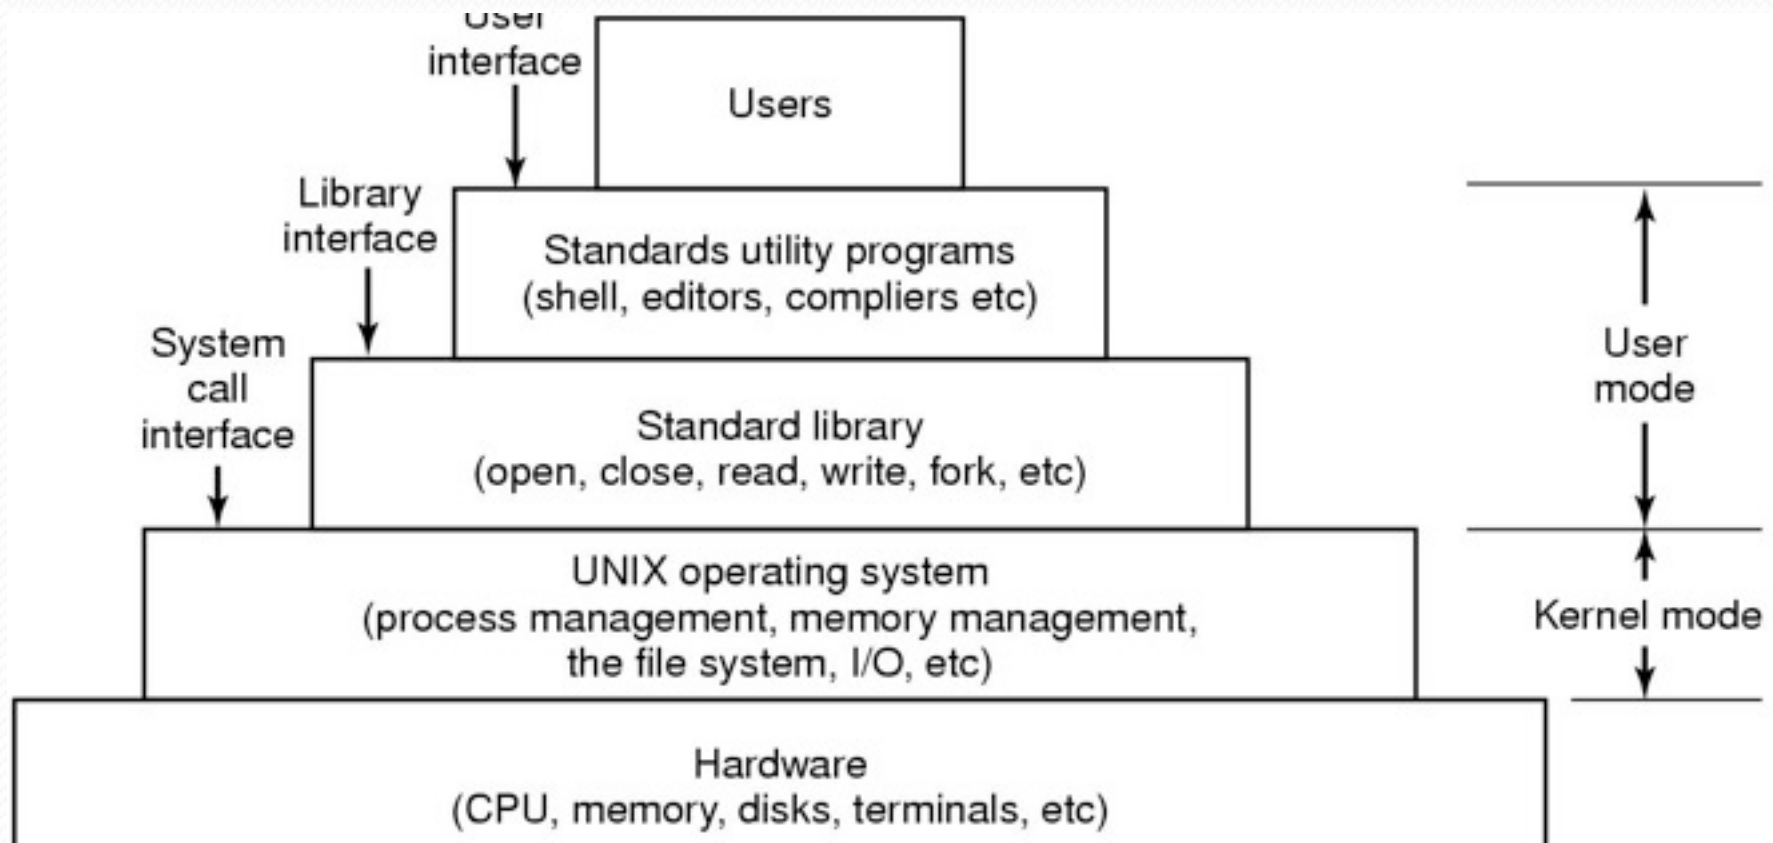 User
interface
Users
Library
interface
Standards utility programs
(shell, editors, compliers etc)
System
call
interface
User
mode
Standard library
(open, close, read, write, fork, etc)
UNIX operating system
(process management, memory management,
the file system, I/O, etc)
Kernel mode
Hardware
(CPU, memory, disks, terminals, etc)